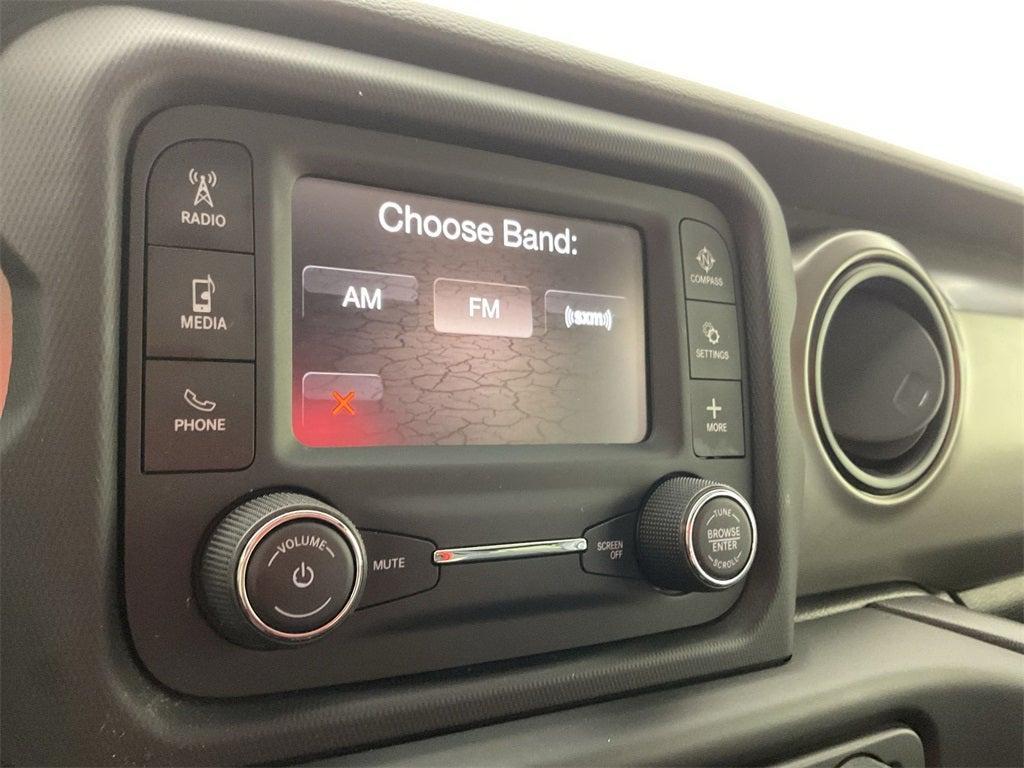 RADIO
MEDIA
PHONE
Choose Band:
AM
FM
((sxm))
N
COMPASS
SETTINGS
MORE
VOLUME
MUTE
SCREEN
OFF
TUNE
BROWSE
ENTER
SCROLL